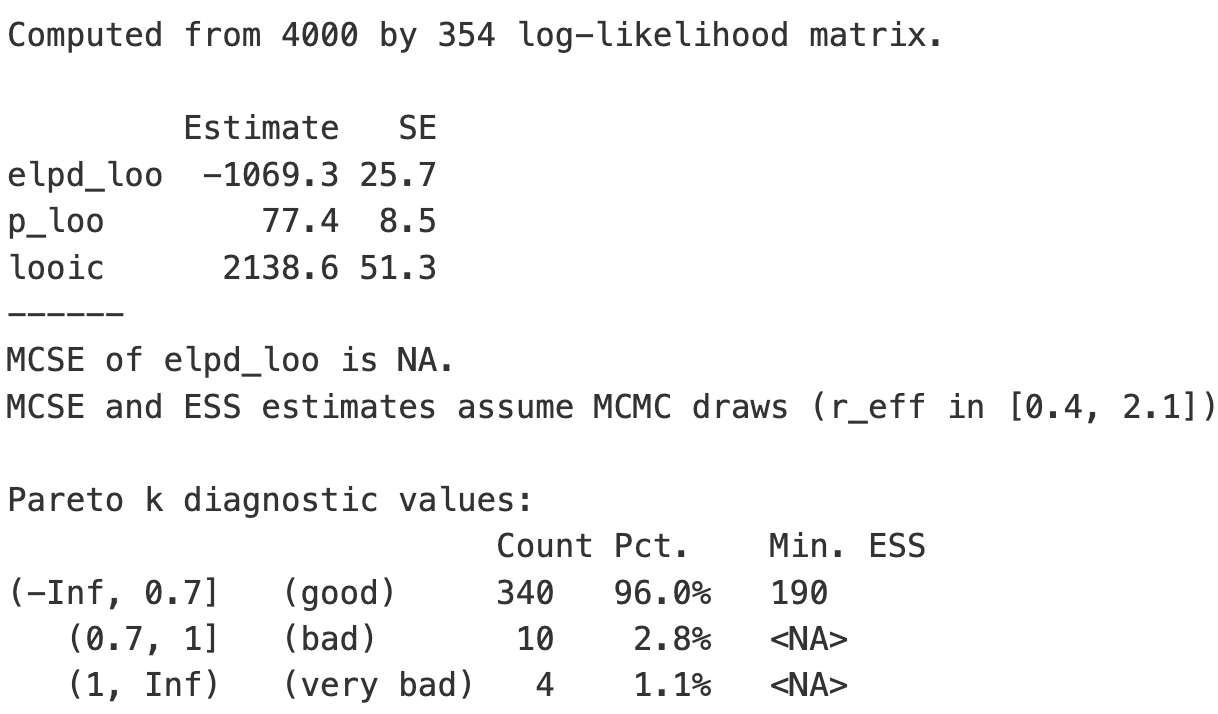 Computed from 4000 by 354 log-likelihood matrix.
Estimate SE
elpd_loo -1069.3 25.7
p_loo 77.4 8.5
looic 2138.6 51.3
------
MCSE of elpd_loo is NA.
MCSE and ESS estimates assume MCMC draws (r_eff in [0.4, 2.1])
Pareto k diagnostic values:
Count Pct. Min. ESS
(-Inf, 0.7] (good) 340 96.0% 190
(0.7, 1] (bad) 10 2.8% <NA>
(1, Inf) (very bad) 4 1.1% <NA>